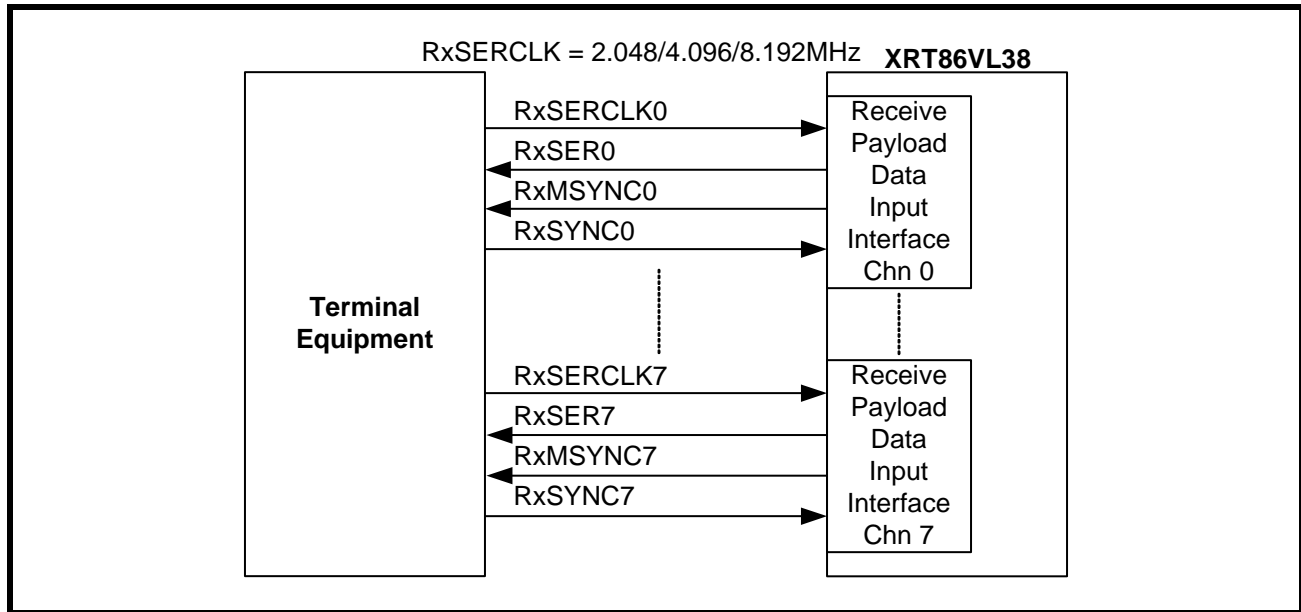 RxSERCLK = 2.048/4.096/8.192MHz
XRT86VL38
Terminal
Equipment
RxSERCLK0
RxSER0
RxMSYNC0
RxSYNC0
Receive
Payload
Data
Input
Interface
Chn 0
RxSERCLK7
RxSER7
RxMSYNC7
RxSYNC7
Receive
Payload
Data
Input
Interface
Chn 7